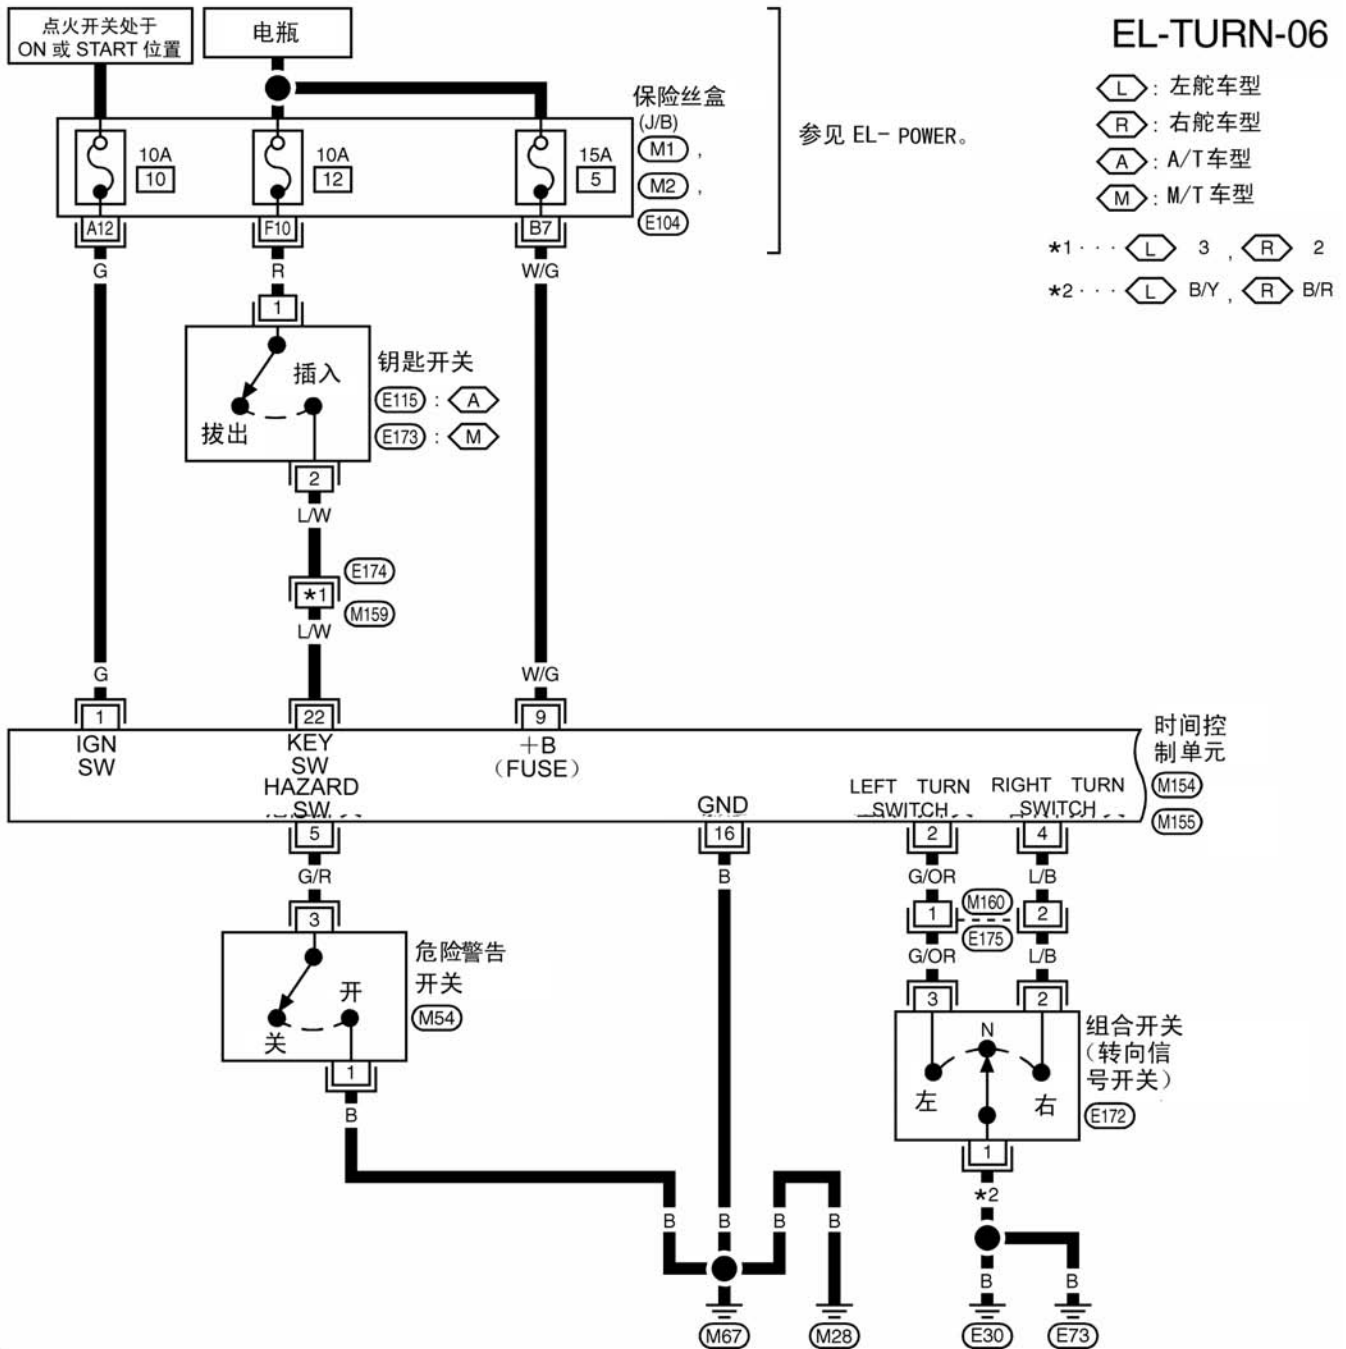 EL-TURN-06
点火开关处于
ON 或 START 位置
电瓶
保险丝盒
(J/B)
M1 ,
M2 ,
E104
参见 EL- POWER。
L : 左舵车型
R : 右舵车型
A : A/T 车型
M : M/T 车型
*1 · · · L 3 , R 2
*2 · · · L B/Y , R B/R
10A
10
10A
12
15A
5
A12
F10
B7
G
R
W/G
1
插入
拔出
钥匙开关
E115 : A
E173 : M
2
L/W
E174
*1
M159
L/W
G
W/G
1
22
9
IGN
SW
KEY
SW
+B
(FUSE)
HAZARD
SW
GND
LEFT TURN
SWITCH
RIGHT TURN
SWITCH
时间控
制单元
M154
M155
5
16
2
4
G/R
B
G/OR
L/B
3
1
M160
2
E175
G/OR
L/B
危险警告
开关
M54
开
关
1
B
3
2
N
左
右
组合开关
(转向信
号开关)
E172
1
*2
B
B
B
B
B
B
M67
M28
E30
E73